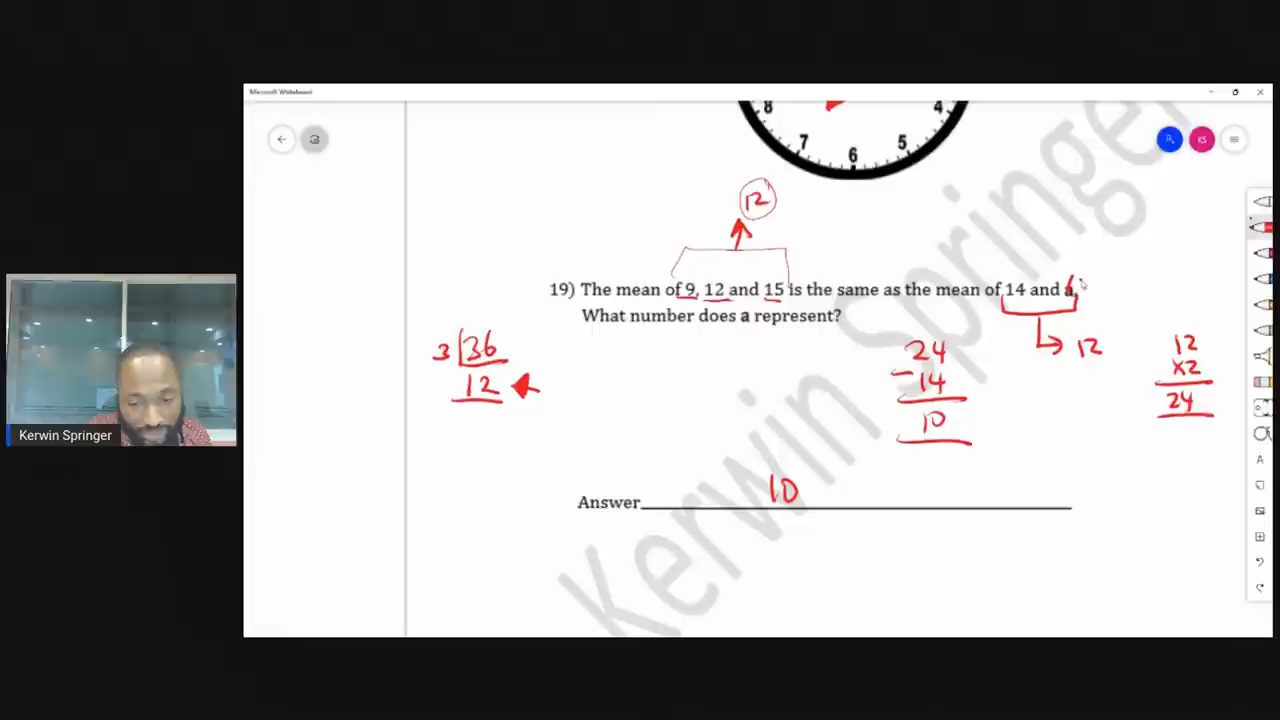 Microsoft Whiteboard
KS
8
4
7
5
6
12
19) The mean of 9, 12 and 15 is the same as the mean of 14 and a,
What number does a represent?
12
3 36
12
24
- 14
10
12
x2
24
Answer
10
Kerwin Springer
Kerwin Springer
A